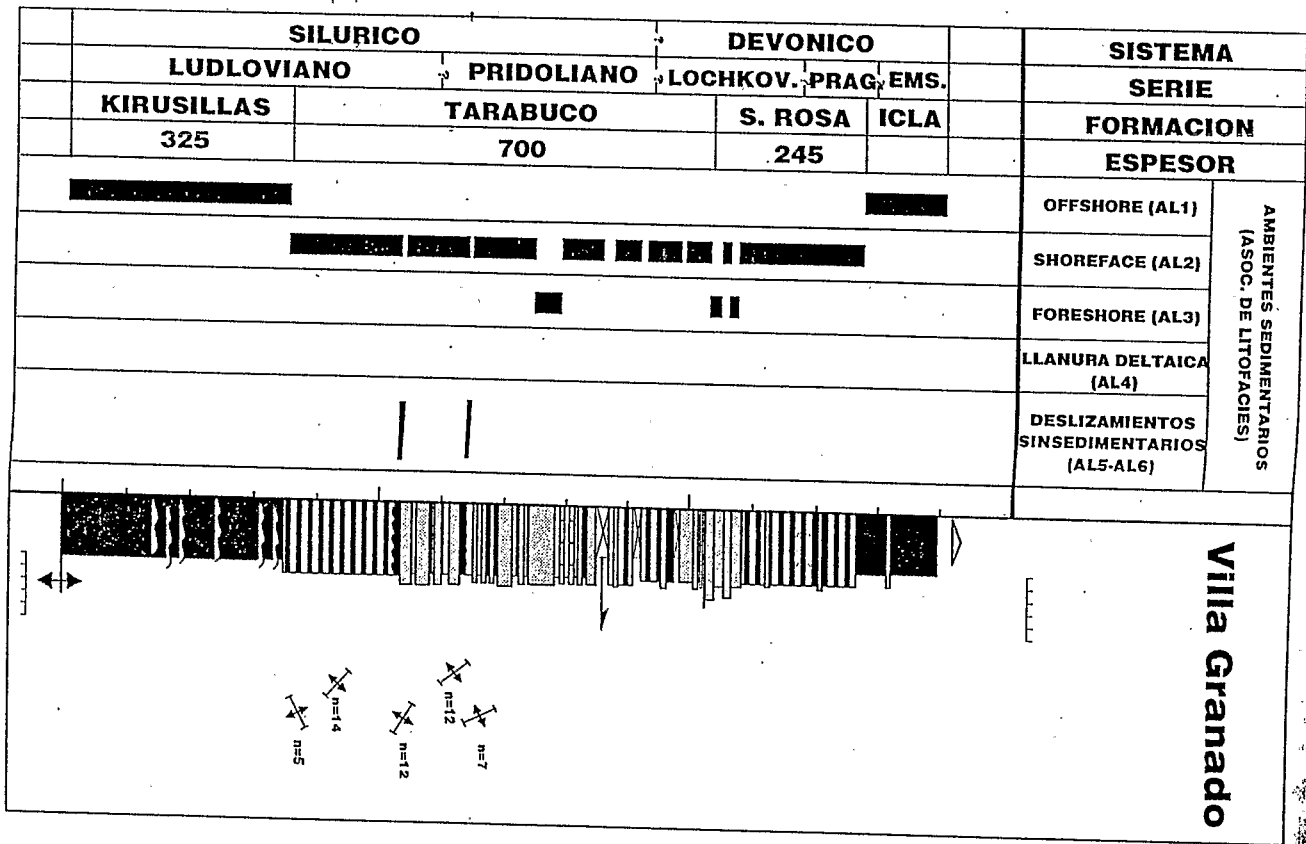 SILURICO ? DEVONICO SISTEMA
LUDLOVIANO ? PRIDOLIANO ? LOCHKOV. ? PRAG ? EMS. SERIE
KIRUSILLAS TARABUCO S. ROSA ICLA FORMACION
325 700 245 ESPESOR
OFFSHORE (AL1)
SHOREFACE (AL2)
FORESHORE (AL3)
LLANURA DELTAICA
(AL4)
DESLIZAMIENTOS
SINSEDIMENTARIOS
(AL5-AL6)
AMBIENTES SEDIMENTARIOS
(ASOC. DE LITOFACIES)
Villa Granado
n=5
n=14
n=12
n=12
n=7